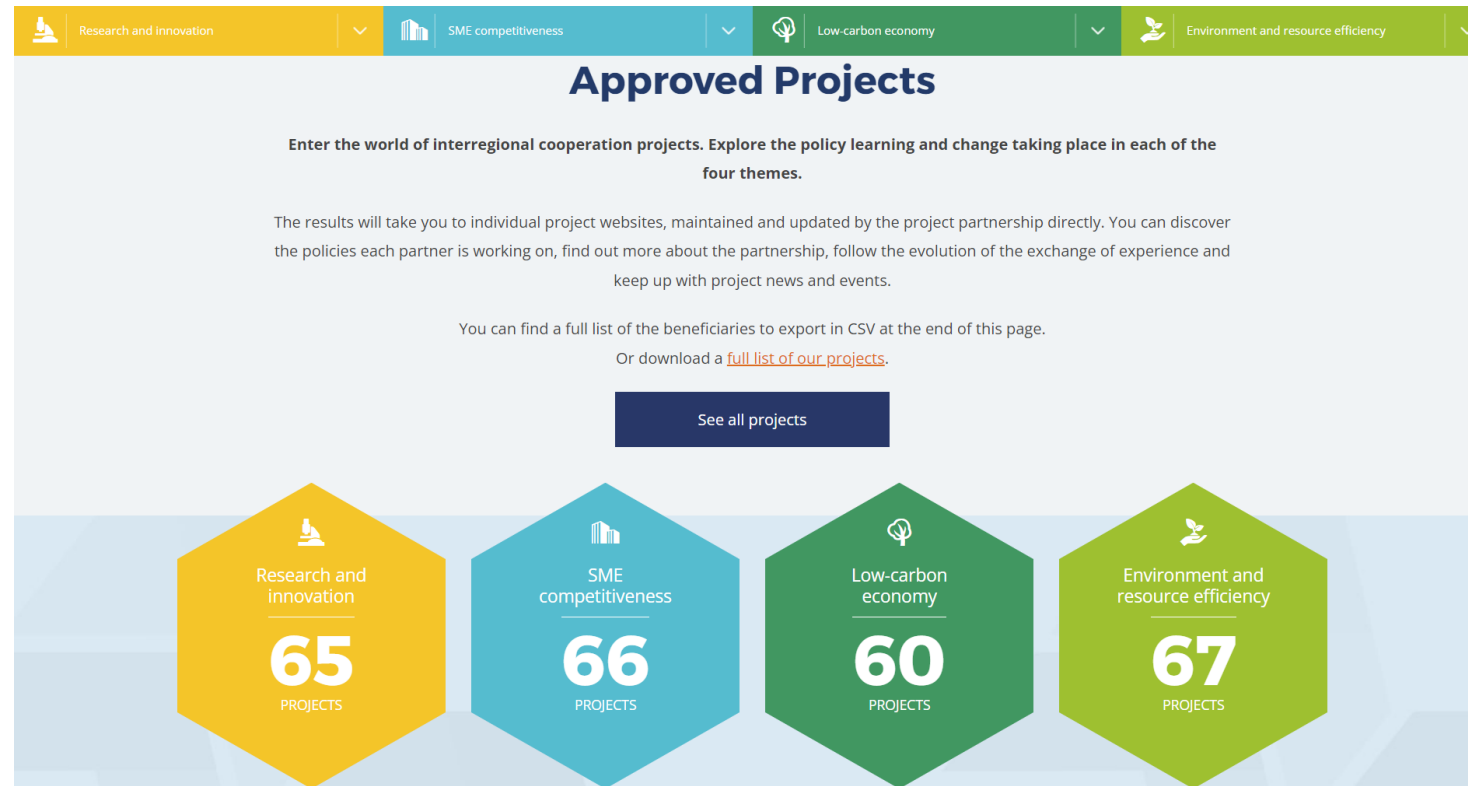 Research and innovation
SME competitiveness
Low-carbon economy
Environment and resource efficiency
Approved Projects
Enter the world of interregional cooperation projects. Explore the policy learning and change taking place in each of the
four themes.
The results will take you to individual project websites, maintained and updated by the project partnership directly. You can discover
the policies each partner is working on, find out more about the partnership, follow the evolution of the exchange of experience and
keep up with project news and events.
You can find a full list of the beneficiaries to export in CSV at the end of this page.
Or download a full list of our projects.
See all projects
Research and
innovation
65
PROJECTS
SME
competitiveness
66
PROJECTS
Low-carbon
economy
60
PROJECTS
Environment and
resource efficiency
67
PROJECTS